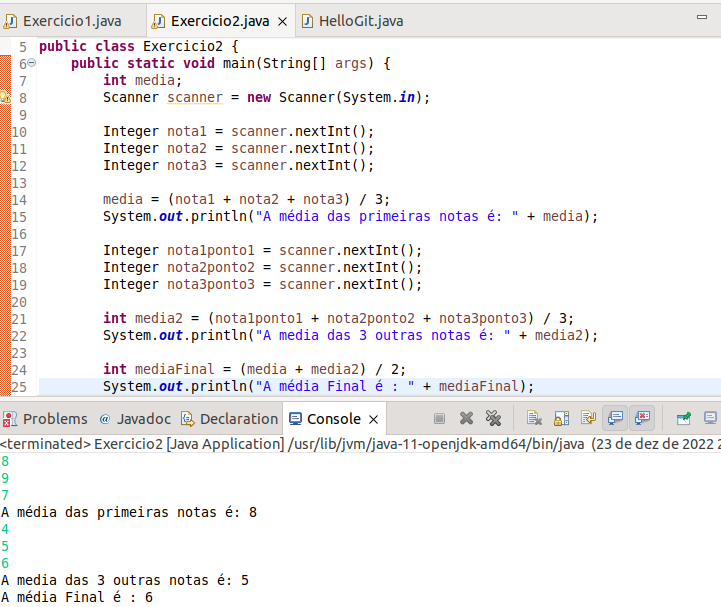 Exercicio1.java Exercicio2.java HelloGit.java
5 public class Exercicio2 {
6 public static void main(String[] args) {
7 int media;
8 Scanner scanner = new Scanner(System.in);
9
10 Integer nota1 = scanner.nextInt();
11 Integer nota2 = scanner.nextInt();
12 Integer nota3 = scanner.nextInt();
13
14 media = (nota1 + nota2 + nota3) / 3;
15 System.out.println("A média das primeiras notas é: " + media);
16
17 Integer nota1ponto1 = scanner.nextInt();
18 Integer nota2ponto2 = scanner.nextInt();
19 Integer nota3ponto3 = scanner.nextInt();
20
21 int media2 = (nota1ponto1 + nota2ponto2 + nota3ponto3) / 3;
22 System.out.println("A media das 3 outras notas é: " + media2);
23
24 int mediaFinal = (media + media2) / 2;
25 System.out.println("A média Final é : " + mediaFinal);
Problems @ Javadoc Declaration Console
<terminated> Exercicio2 [Java Application] /usr/lib/jvm/java-11-openjdk-amd64/bin/java (23 de dez de 2022 2
8
9
7
A média das primeiras notas é: 8
4
5
6
A media das 3 outras notas é: 5
A média Final é : 6